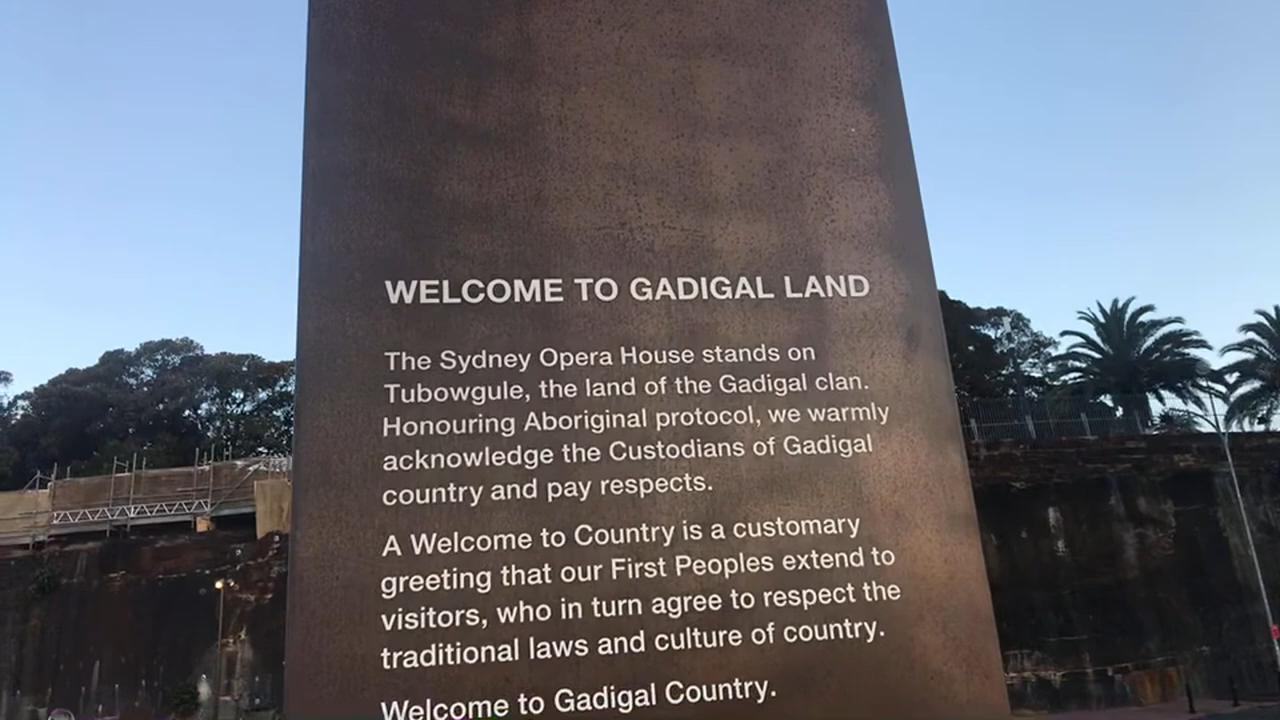 WELCOME TO GADIGAL LAND
The Sydney Opera House stands on
Tubowgule, the land of the Gadigal clan.
Honouring Aboriginal protocol, we warmly
acknowledge the Custodians of Gadigal
country and pay respects.
A Welcome to Country is a customary
greeting that our First Peoples extend to
visitors, who in turn agree to respect the
traditional laws and culture of country.
Welcome to Gadigal Country.